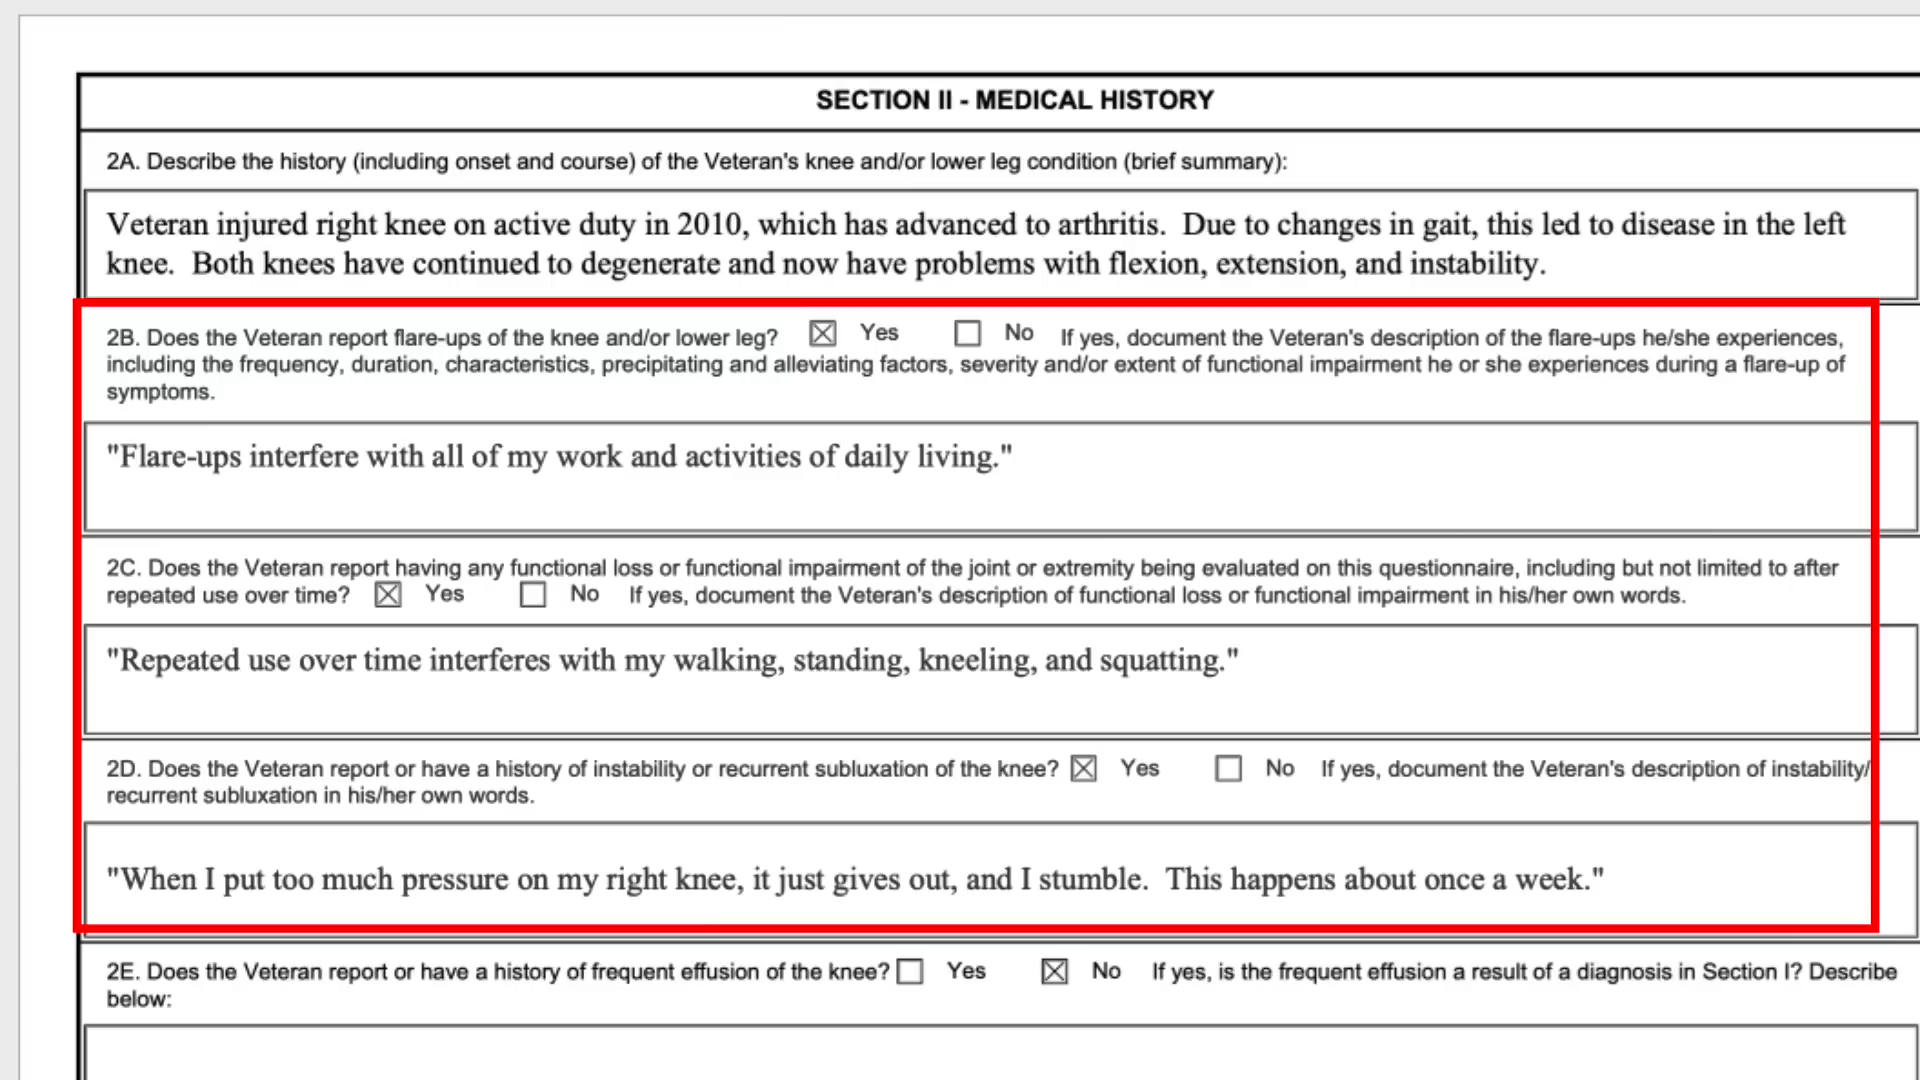 SECTION II - MEDICAL HISTORY
2A. Describe the history (including onset and course) of the Veteran's knee and/or lower leg condition (brief summary):
Veteran injured right knee on active duty in 2010, which has advanced to arthritis.  Due to changes in gait, this led to disease in the left
knee.  Both knees have continued to degenerate and now have problems with flexion, extension, and instability.
2B. Does the Veteran report flare-ups of the knee and/or lower leg? ☒ Yes ☐ No If yes, document the Veteran's description of the flare-ups he/she experiences,
including the frequency, duration, characteristics, precipitating and alleviating factors, severity and/or extent of functional impairment he or she experiences during a flare-up of
symptoms.
"Flare-ups interfere with all of my work and activities of daily living."
2C. Does the Veteran report having any functional loss or functional impairment of the joint or extremity being evaluated on this questionnaire, including but not limited to after
repeated use over time? ☒ Yes ☐ No If yes, document the Veteran's description of functional loss or functional impairment in his/her own words.
"Repeated use over time interferes with my walking, standing, kneeling, and squatting."
2D. Does the Veteran report or have a history of instability or recurrent subluxation of the knee? ☒ Yes ☐ No If yes, document the Veteran's description of instability/
recurrent subluxation in his/her own words.
"When I put too much pressure on my right knee, it just gives out, and I stumble.  This happens about once a week."
2E. Does the Veteran report or have a history of frequent effusion of the knee? ☐ Yes ☒ No If yes, is the frequent effusion a result of a diagnosis in Section I? Describe
below: